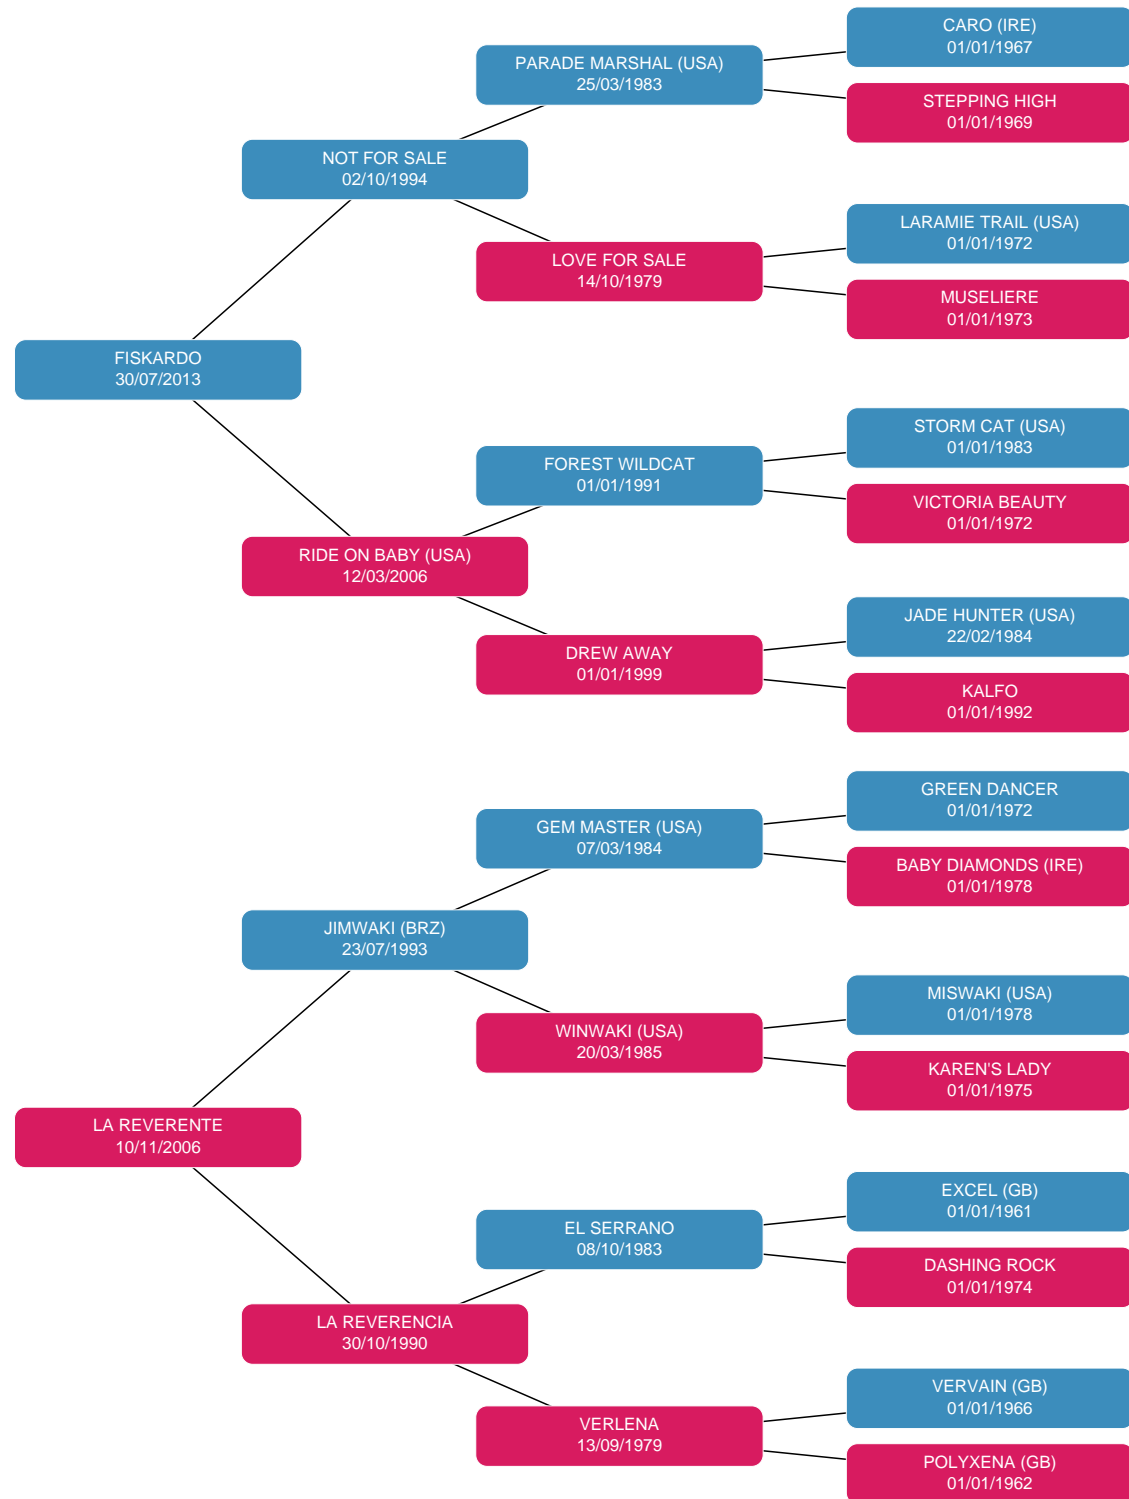 CARO (IRE)
01/01/1967
PARADE MARSHAL (USA)
25/03/1983
STEPPING HIGH
01/01/1969
NOT FOR SALE
02/10/1994
LARAMIE TRAIL (USA)
01/01/1972
LOVE FOR SALE
14/10/1979
MUSELIERE
01/01/1973
FISKARDO
30/07/2013
STORM CAT (USA)
01/01/1983
FOREST WILDCAT
01/01/1991
VICTORIA BEAUTY
01/01/1972
RIDE ON BABY (USA)
12/03/2006
JADE HUNTER (USA)
22/02/1984
DREW AWAY
01/01/1999
KALFO
01/01/1992
GREEN DANCER
01/01/1972
GEM MASTER (USA)
07/03/1984
BABY DIAMONDS (IRE)
01/01/1978
JIMWAKI (BRZ)
23/07/1993
MISWAKI (USA)
01/01/1978
WINWAKI (USA)
20/03/1985
KAREN'S LADY
01/01/1975
LA REVERENTE
10/11/2006
EXCEL (GB)
01/01/1961
EL SERRANO
08/10/1983
DASHING ROCK
01/01/1974
LA REVERENCIA
30/10/1990
VERVAIN (GB)
01/01/1966
VERLENA
13/09/1979
POLYXENA (GB)
01/01/1962